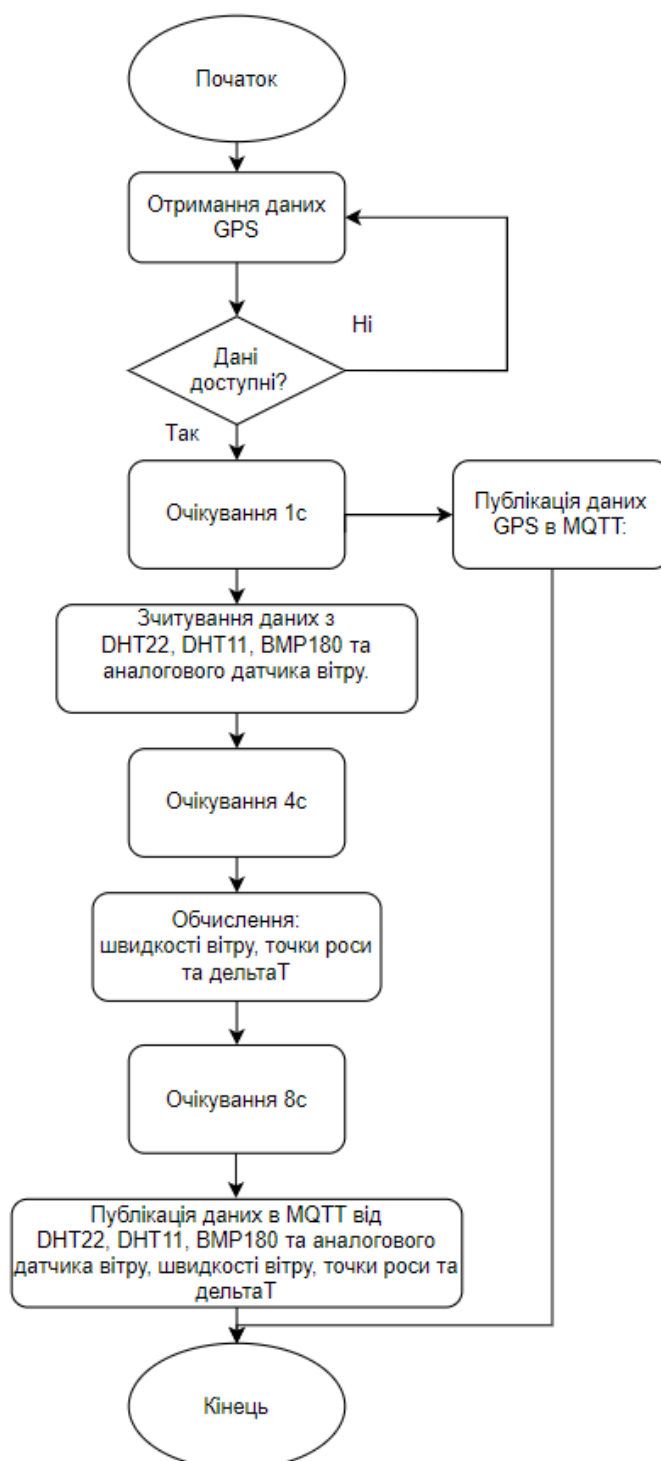 Початок
Отримання даних
GPS
Ні
Дані
доступні?
Так
Очікування 1с
Публікація даних
GPS в MQTT:
Зчитування даних з
DHT22, DHT11, BMP180 та
аналогового датчика вітру.
Очікування 4с
Обчислення:
швидкості вітру, точки роси
та дельтаТ
Очікування 8с
Публікація даних в MQTT від
DHT22, DHT11, BMP180 та аналогового
датчика вітру, швидкості вітру, точки роси та
дельтаТ
Кінець